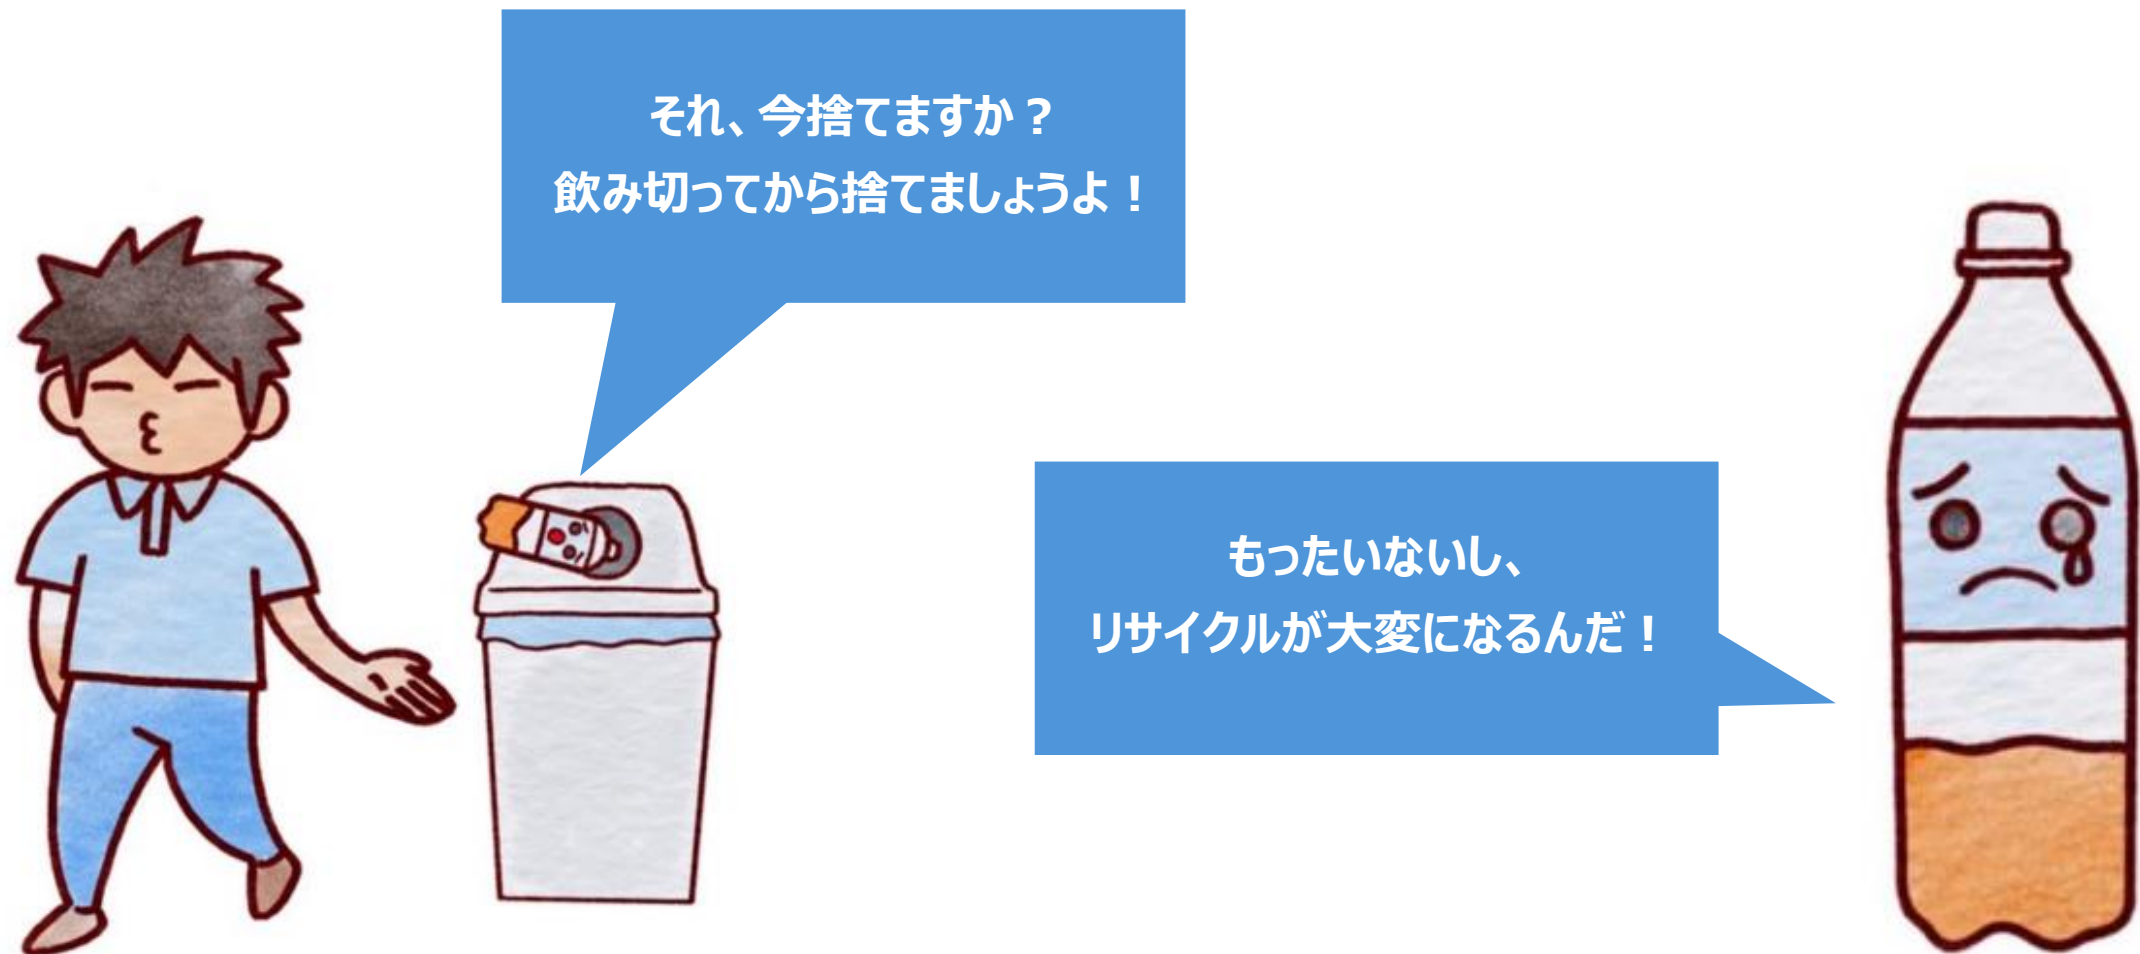 それ、今捨てますか？
飲み切ってから捨てましょうよ！
もったいないし、
リサイクルが大変になるんだ！